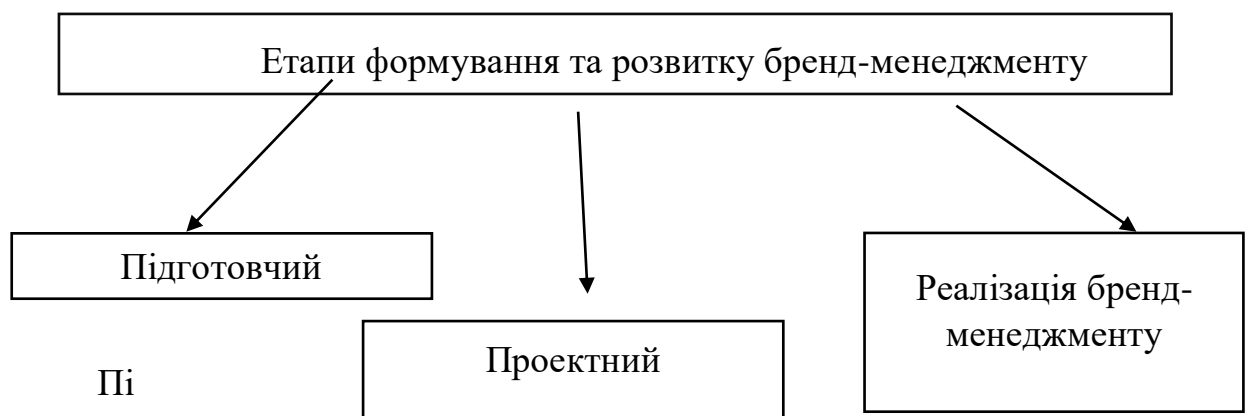 Етапи формування та розвитку бренд-менеджменту
Підготовчий
Проектний
Реалізація бренд-
менеджменту
Пі